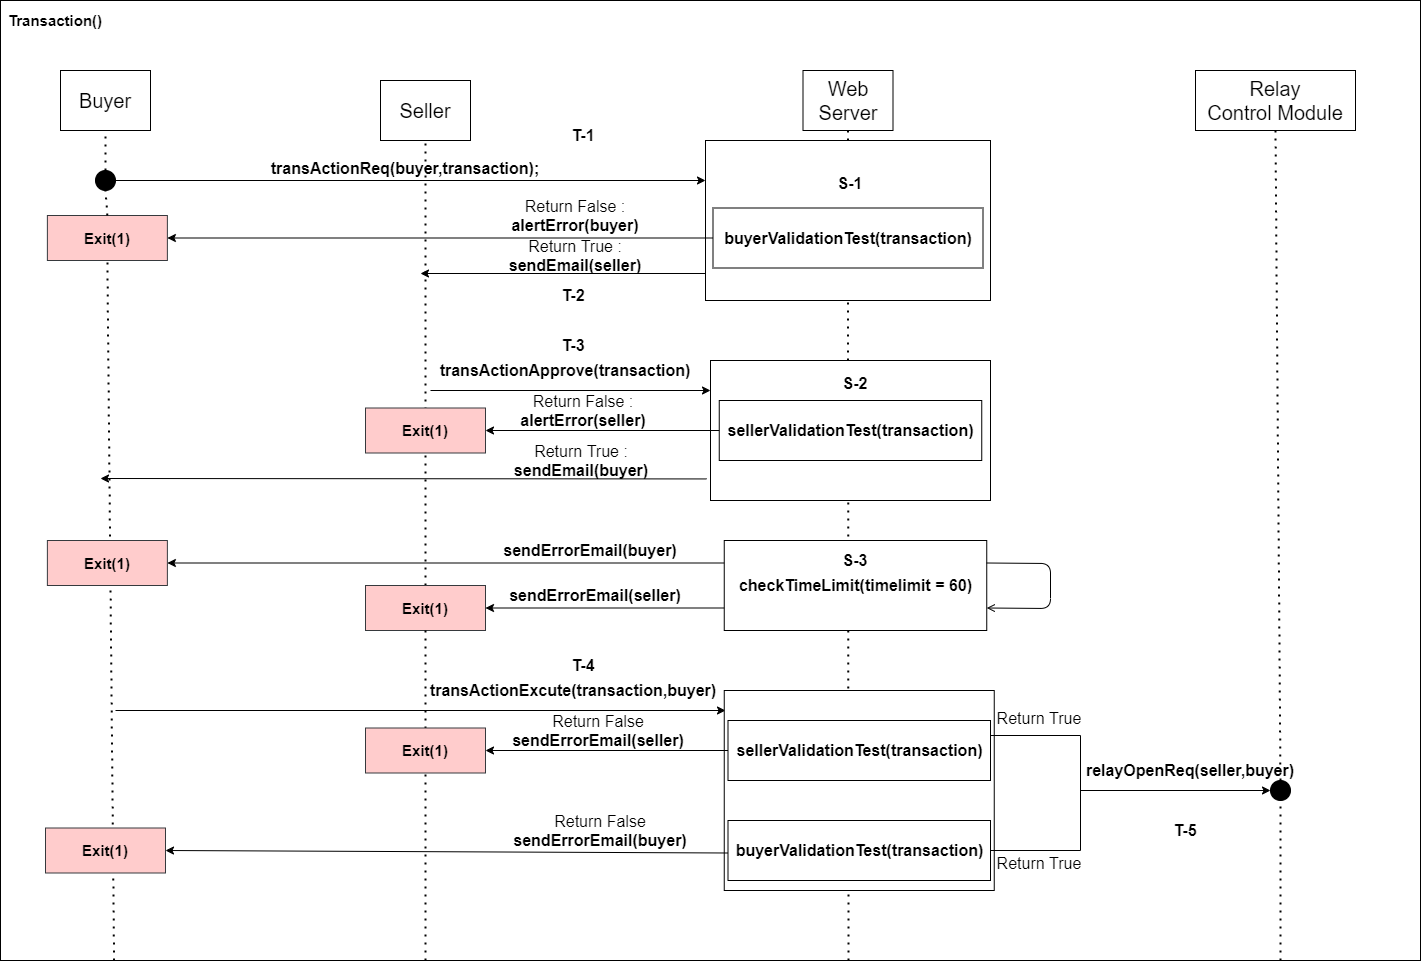 Transaction()
Buyer
Seller
Web
Server
Relay
Control Module
T-1
transActionReq(buyer,transaction);
S-1
Return False :
alertError(buyer)
Exit(1)
buyerValidationTest(transaction)
Return True :
sendEmail(seller)
T-2
T-3
transActionApprove(transaction)
S-2
Return False :
alertError(seller)
Exit(1)
sellerValidationTest(transaction)
Return True :
sendEmail(buyer)
sendErrorEmail(buyer)
Exit(1)
S-3
checkTimeLimit(timelimit = 60)
sendErrorEmail(seller)
Exit(1)
T-4
transActionExcute(transaction,buyer)
Return False
sendErrorEmail(seller)
Exit(1)
sellerValidationTest(transaction)
Return True
relayOpenReq(seller,buyer)
T-5
Return False
sendErrorEmail(buyer)
Exit(1)
buyerValidationTest(transaction)
Return True